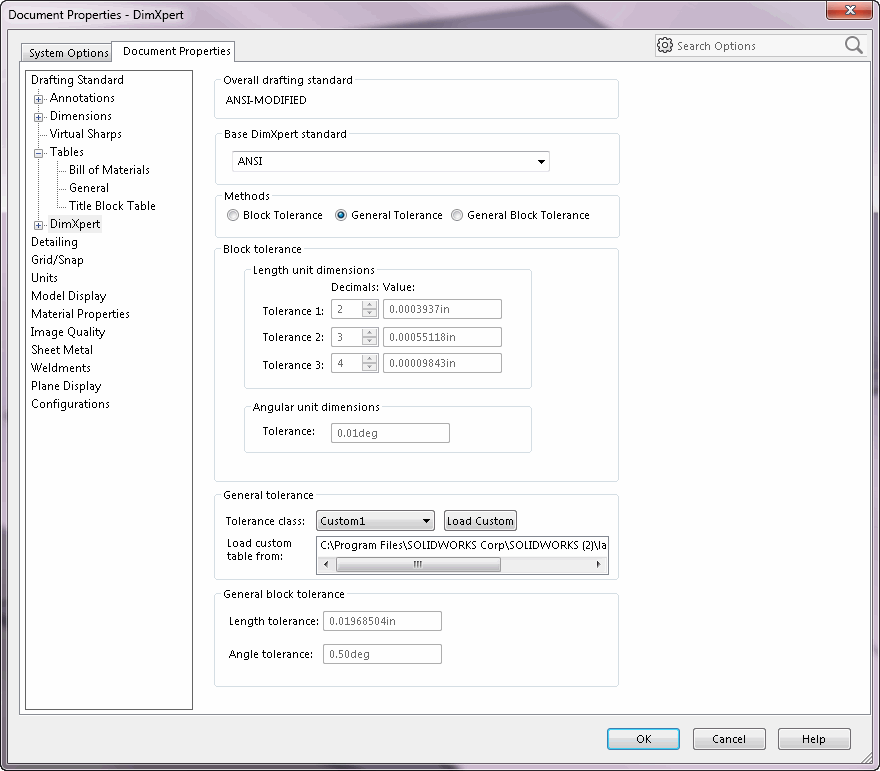 Document Properties - DimXpert
System Options
Document Properties
Search Options
Drafting Standard
Annotations
Dimensions
Virtual Sharps
Tables
Bill of Materials
General
Title Block Table
DimXpert
Detailing
Grid/Snap
Units
Model Display
Material Properties
Image Quality
Sheet Metal
Weldments
Plane Display
Configurations
Overall drafting standard
ANSI-MODIFIED
Base DimXpert standard
ANSI
Methods
Block Tolerance General Tolerance General Block Tolerance
Block tolerance
Length unit dimensions
Decimals: Value:
Tolerance 1: 2 0.0003937in
Tolerance 2: 3 0.00055118in
Tolerance 3: 4 0.00009843in
Angular unit dimensions
Tolerance: 0.01deg
General tolerance
Tolerance class: Custom1 Load Custom
Load custom
table from:
C:\Program Files\SOLIDWORKS Corp\SOLIDWORKS (2)\la
General block tolerance
Length tolerance: 0.01968504in
Angle tolerance: 0.50deg
OK Cancel Help